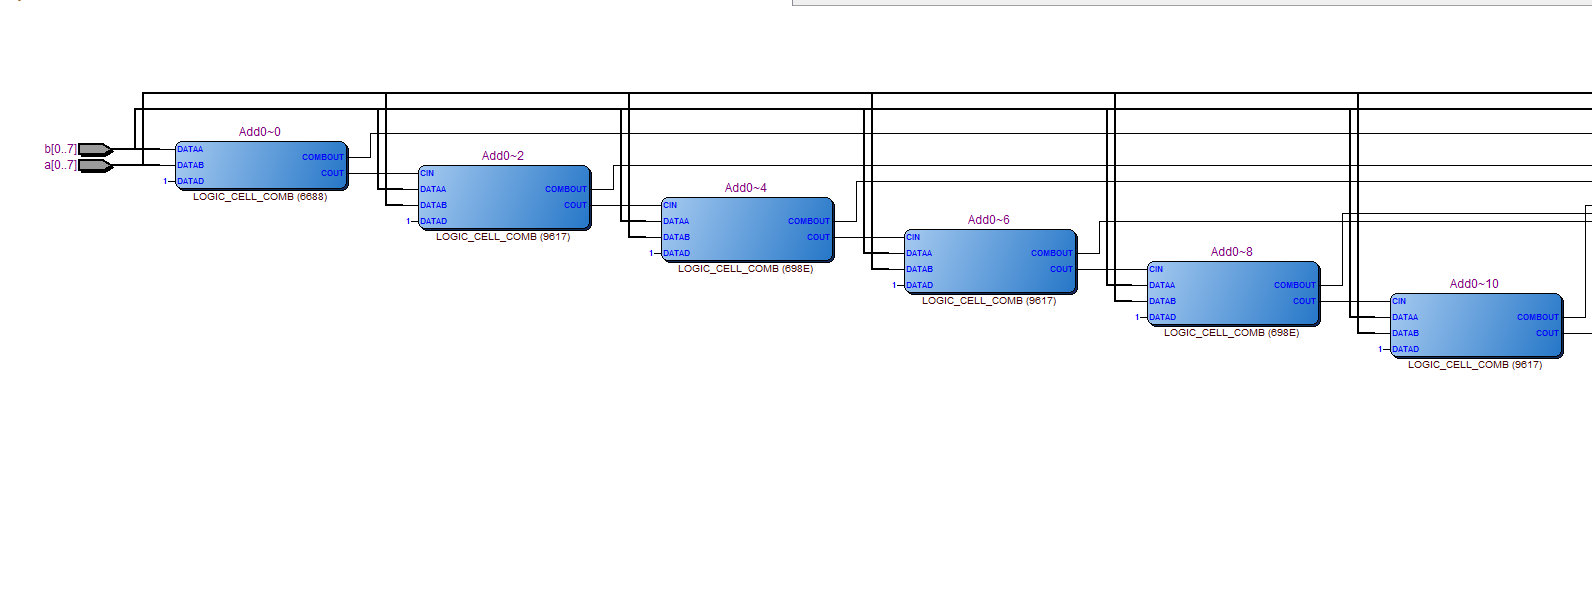 Add0~0
b[0..7]
a[0..7]
DATAA
DATAB
1 DATAD
COMBOUT
COUT
LOGIC_CELL_COMB (6688)
Add0~2
CIN
DATAA
DATAB
1 DATAD
COMBOUT
COUT
LOGIC_CELL_COMB (9617)
Add0~4
CIN
DATAA
DATAB
1 DATAD
COMBOUT
COUT
LOGIC_CELL_COMB (698E)
Add0~6
CIN
DATAA
DATAB
1 DATAD
COMBOUT
COUT
LOGIC_CELL_COMB (9617)
Add0~8
CIN
DATAA
DATAB
1 DATAD
COMBOUT
COUT
LOGIC_CELL_COMB (698E)
Add0~10
CIN
DATAA
DATAB
1 DATAD
COMBOUT
COUT
LOGIC_CELL_COMB (9617)